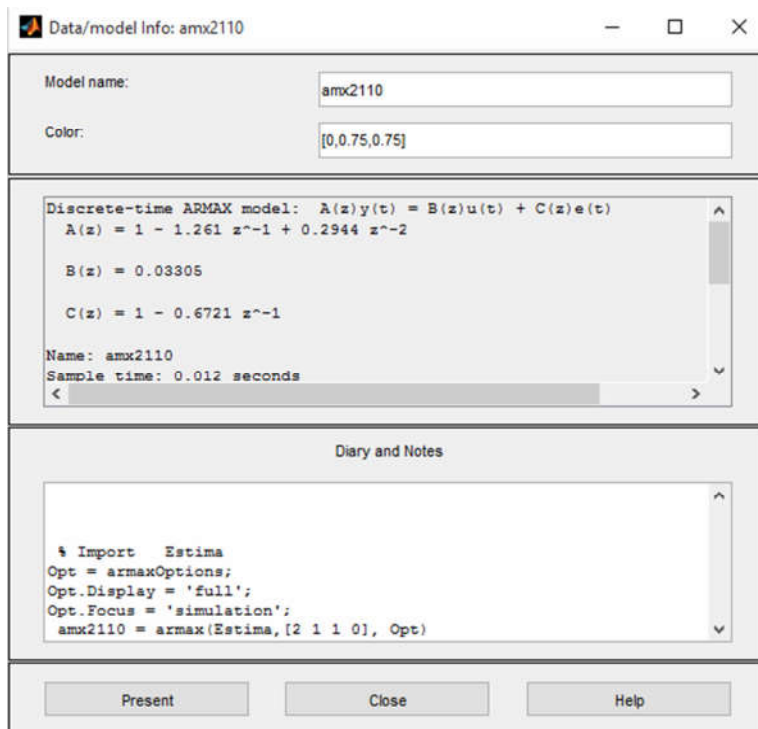 Data/model Info: amx2110
Model name:
amx2110
Color:
[0,0.75,0.75]
Discrete-time ARMAX model:  A(z)y(t) = B(z)u(t) + C(z)e(t)
  A(z) = 1 - 1.261 z^-1 + 0.2944 z^-2
  B(z) = 0.03305
  C(z) = 1 - 0.6721 z^-1
Name: amx2110
Sample time: 0.012 seconds
Diary and Notes
 % Import   Estima
Opt = armaxOptions;
Opt.Display = 'full';
Opt.Focus = 'simulation';
 amx2110 = armax(Estima,[2 1 1 0], Opt)
Present
Close
Help